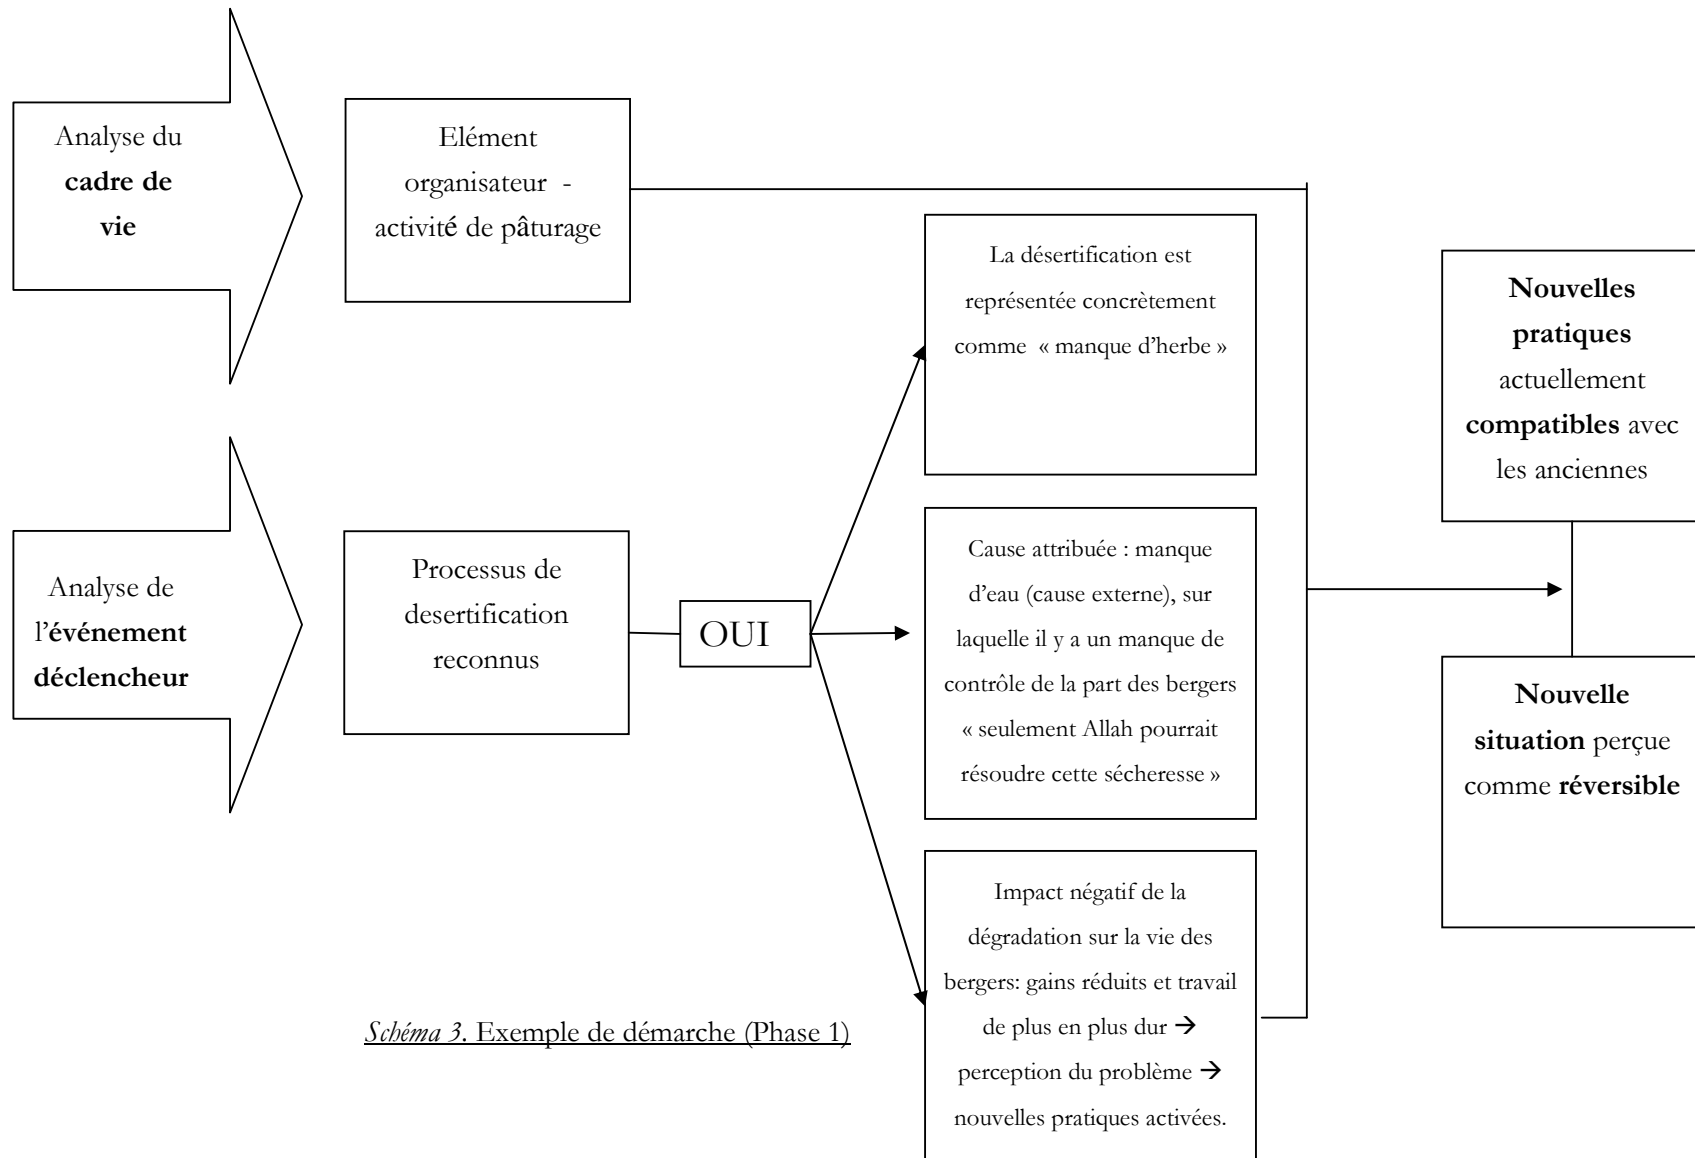 Analyse du
cadre de
vie
Elément
organisateur -
activité de pâturage
La désertification est
représentée concrètement
comme « manque d’herbe »
Nouvelles
pratiques
actuellement
compatibles avec
les anciennes
Analyse de
l’événement
déclencheur
Processus de
desertification
reconnus
OUI
Cause attribuée : manque
d’eau (cause externe), sur
laquelle il y a un manque de
contrôle de la part des bergers
« seulement Allah pourrait
résoudre cette sécheresse »
Nouvelle
situation perçue
comme réversible
Impact négatif de la
dégradation sur la vie des
bergers: gains réduits et travail
de plus en plus dur →
perception du problème →
nouvelles pratiques activées.
Schéma 3. Exemple de démarche (Phase 1)